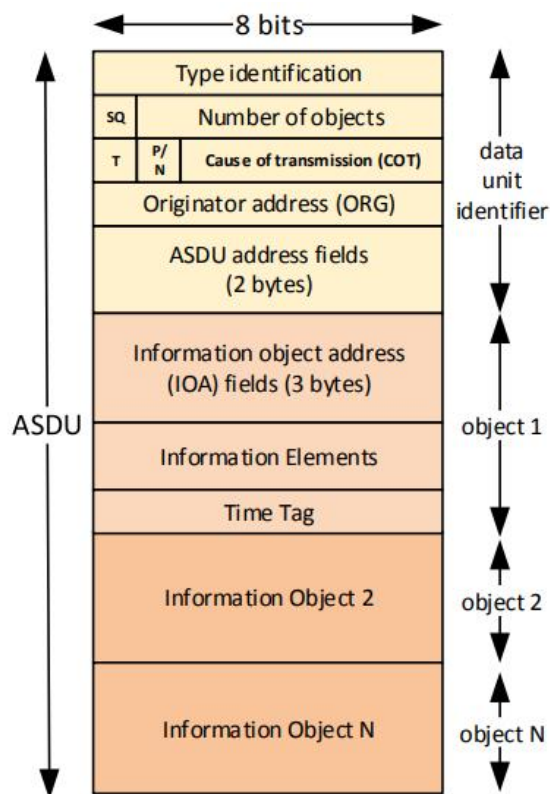 8 bits
Type identification
SQ
Number of objects
T
P/
N
Cause of transmission (COT)
Originator address (ORG)
ASDU address fields
(2 bytes)
data
unit
identifier
Information object address
(IOA) fields (3 bytes)
Information Elements
Time Tag
object 1
ASDU
Information Object 2
object 2
Information Object N
object N